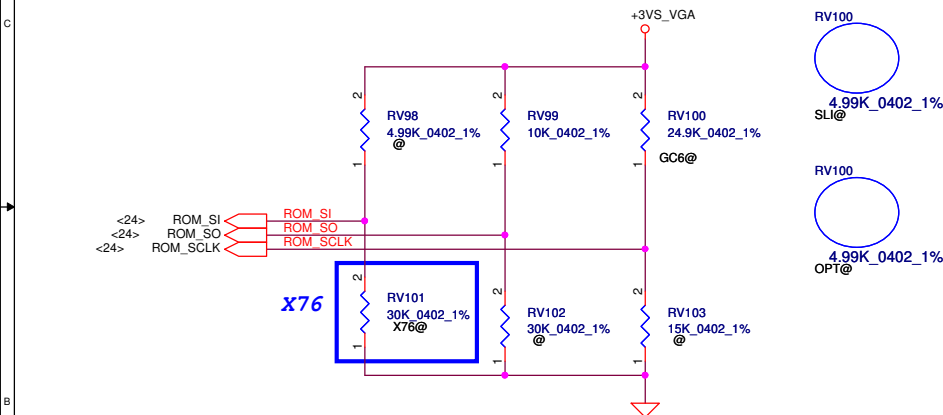 C
+3VS_VGA
RV100
4.99K_0402_1%
SLI@
2
RV98
4.99K_0402_1%
@
1
2
RV99
10K_0402_1%
1
2
RV100
24.9K_0402_1%
GC6@
1
RV100
4.99K_0402_1%
OPT@
<24> ROM_SI ROM_SI
<24> ROM_SO ROM_SO
<24> ROM_SCLK ROM_SCLK
X76
2
RV101
30K_0402_1%
X76@
1
2
RV102
30K_0402_1%
@
1
2
RV103
15K_0402_1%
@
1
B